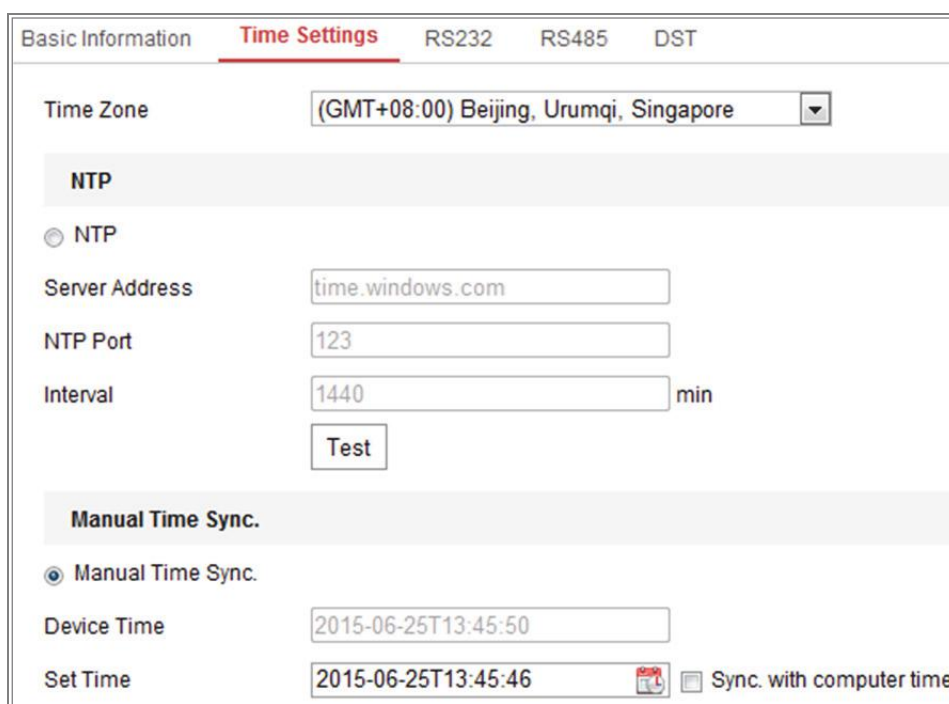 Basic Information Time Settings RS232 RS485 DST
Time Zone (GMT+08:00) Beijing, Urumqi, Singapore
NTP
NTP
Server Address time.windows.com
NTP Port 123
Interval 1440 min
Test
Manual Time Sync.
Manual Time Sync.
Device Time 2015-06-25T13:45:50
Set Time 2015-06-25T13:45:46 Sync. with computer time